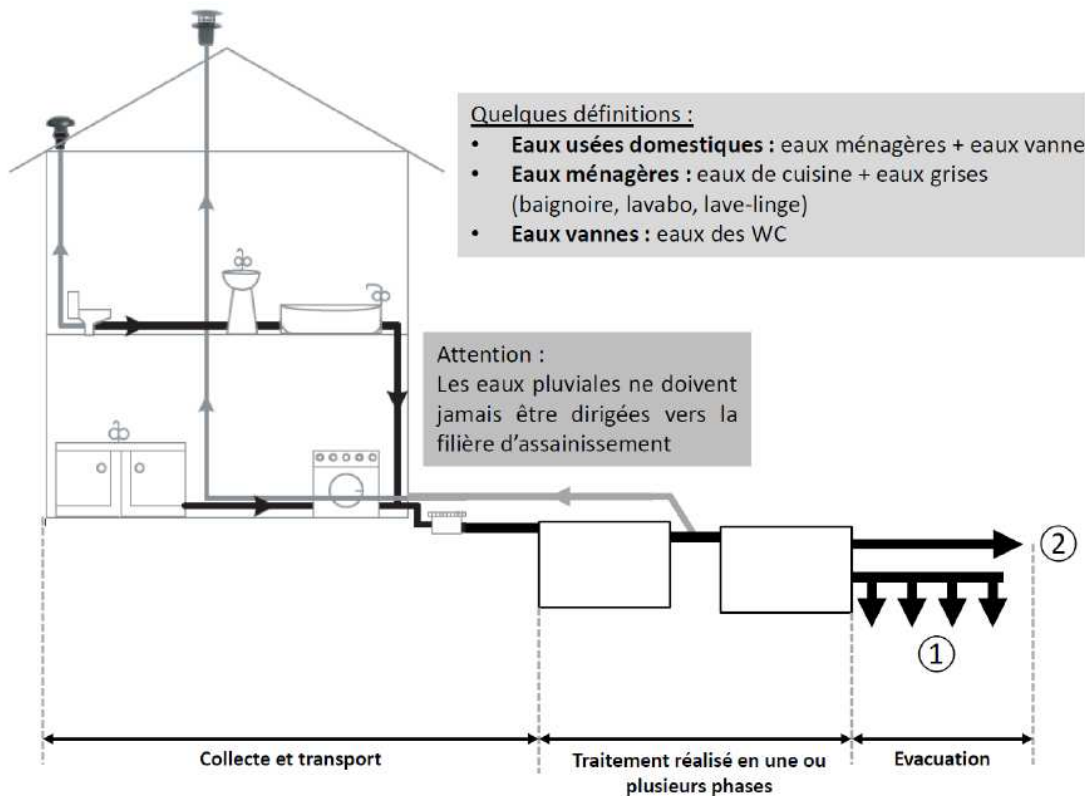 Quelques définitions :
• Eaux usées domestiques : eaux ménagères + eaux vanne
• Eaux ménagères : eaux de cuisine + eaux grises
(baignoire, lavabo, lave-linge)
• Eaux vannes : eaux des WC
Attention :
Les eaux pluviales ne doivent
jamais être dirigées vers la
filière d'assainissement
2
1
Collecte et transport
Traitement réalisé en une ou
plusieurs phases
Evacuation